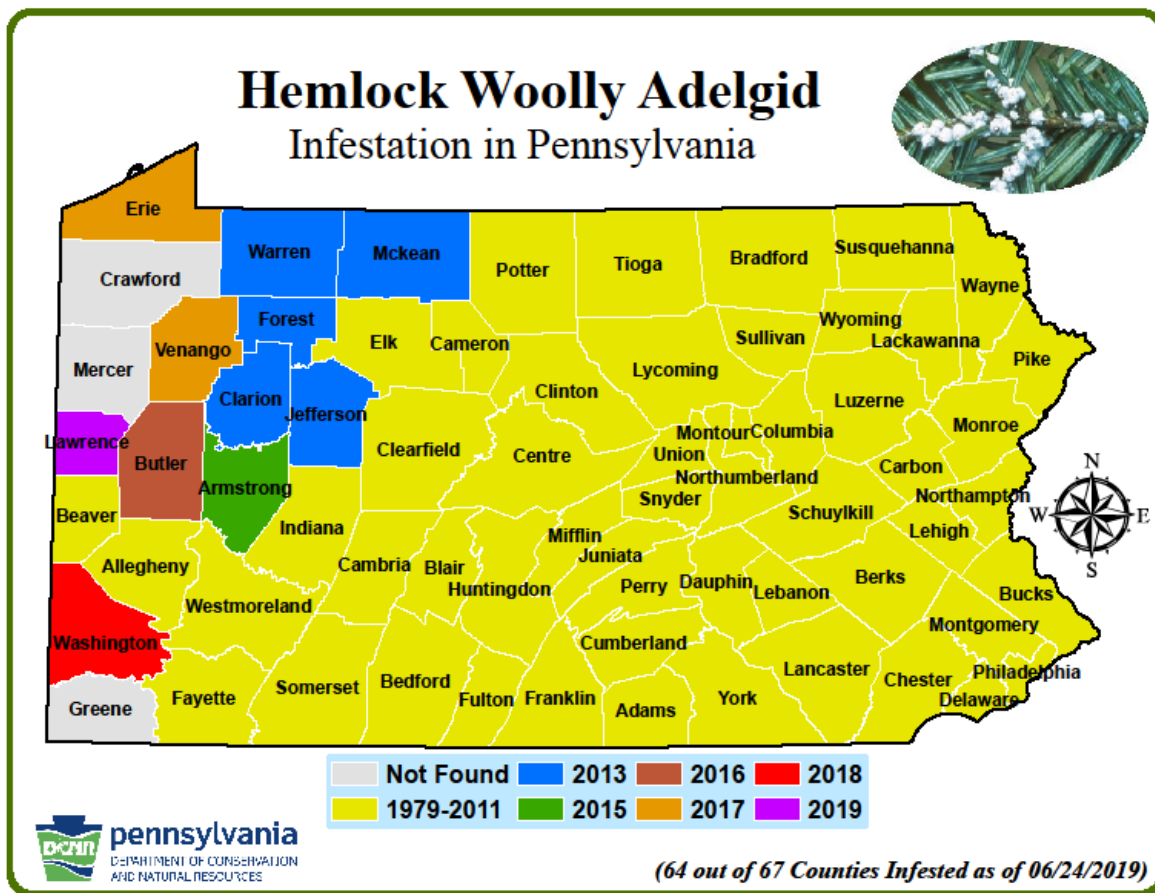 Hemlock Woolly Adelgid
Infestation in Pennsylvania
Erie
Warren
Mckean
Susquehanna
Crawford
Potter
Tioga
Bradford
Wayne
Forest
Wyoming
Venango
Elk
Cameron
Sullivan
Lackawanna
Mercer
Lycoming
Pike
Clinton
Clarion
Luzerne
Jefferson
Monroe
Lawrence
Montour
Columbia
Clearfield
Centre
Union
Butler
Carbon
Armstrong
Northumberland
Snyder
Northampton
Beaver
Schuylkill
Indiana
Lehigh
Mifflin
Allegheny
Cambria
Blair
Juniata
Huntingdon
Perry
Dauphin
Berks
Lebanon
Bucks
Westmoreland
Montgomery
Washington
Cumberland
Lancaster
Philadelphia
Chester
Somerset
Bedford
Fayette
Fulton
Franklin
York
Delaware
Greene
Adams
N
W E
S
Not Found 2013 2016 2018
1979-2011 2015 2017 2019
DCNR
pennsylvania
DEPARTMENT OF CONSERVATION
AND NATURAL RESOURCES
(64 out of 67 Counties Infested as of 06/24/2019)